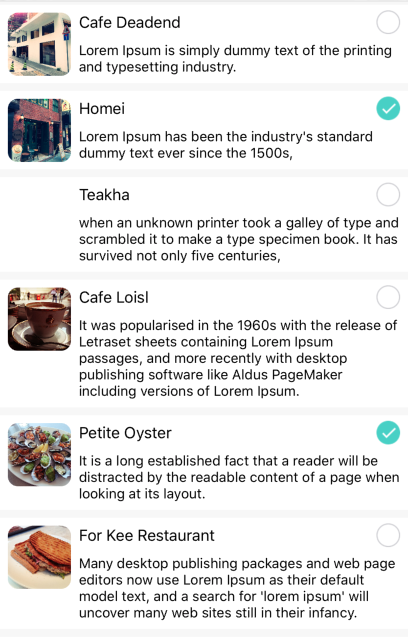 Cafe Deadend
Lorem Ipsum is simply dummy text of the printing
and typesetting industry.
Homei
Lorem Ipsum has been the industry's standard
dummy text ever since the 1500s,
Teakha
when an unknown printer took a galley of type and
scrambled it to make a type specimen book. It has
survived not only five centuries,
Cafe Loisl
It was popularised in the 1960s with the release of
Letraset sheets containing Lorem Ipsum
passages, and more recently with desktop
publishing software like Aldus PageMaker
including versions of Lorem Ipsum.
Petite Oyster
It is a long established fact that a reader will be
distracted by the readable content of a page when
looking at its layout.
For Kee Restaurant
Many desktop publishing packages and web page
editors now use Lorem Ipsum as their default
model text, and a search for 'lorem ipsum' will
uncover many web sites still in their infancy.